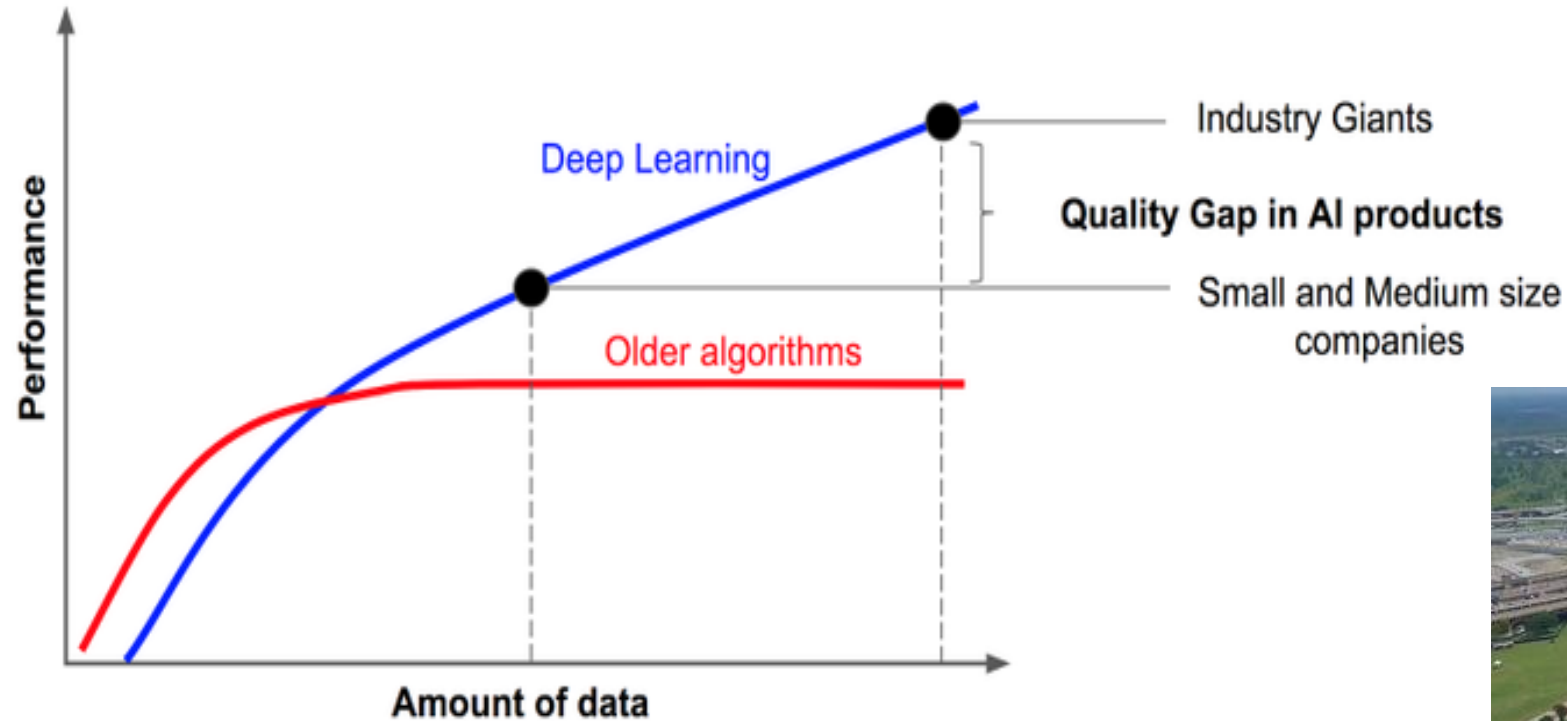 Industry Giants
Deep Learning
Quality Gap in AI products
Performance
Small and Medium size
companies
Older algorithms
Amount of data